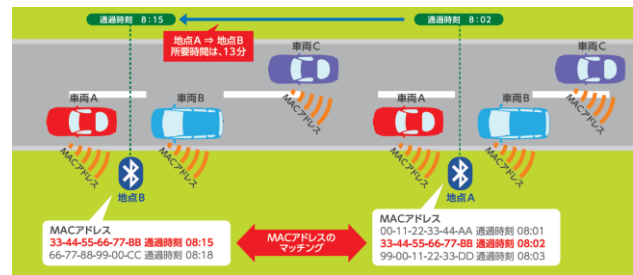 通過時刻 8:15
通過時刻 8:02
地点A ⇒ 地点B
所要時間は、13分
車両C
MACアドレス
車両C
MACアドレス
車両A
MACアドレス
車両B
MACアドレス
車両A
MACアドレス
車両B
MACアドレス
地点B
地点A
MACアドレス
33-44-55-66-77-BB 通過時刻 08:15
66-77-88-99-00-CC 通過時刻 08:18
MACアドレスの
マッチング
MACアドレス
00-11-22-33-44-AA 通過時刻 08:01
33-44-55-66-77-BB 通過時刻 08:02
99-00-11-22-33-DD 通過時刻 08:03